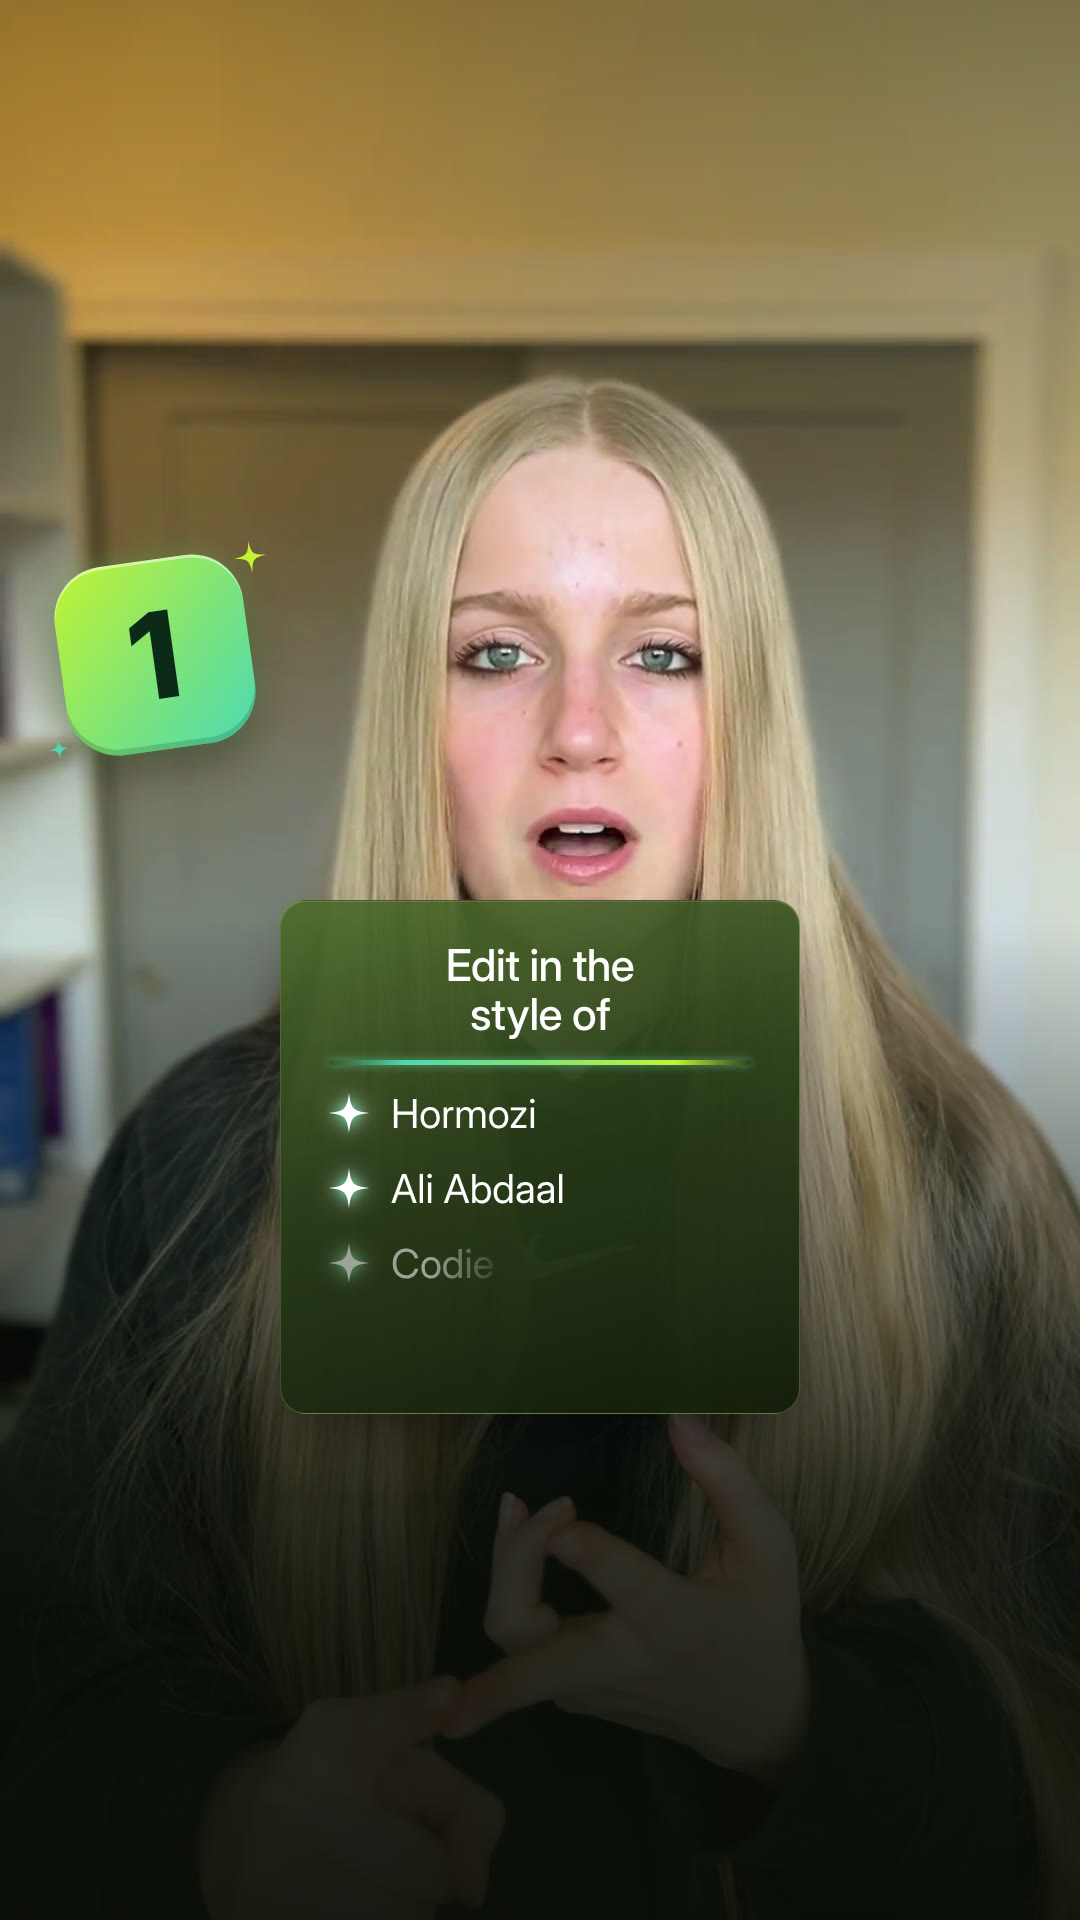 1
Edit in the
style of
Hormozi
Ali Abdaal
Codie